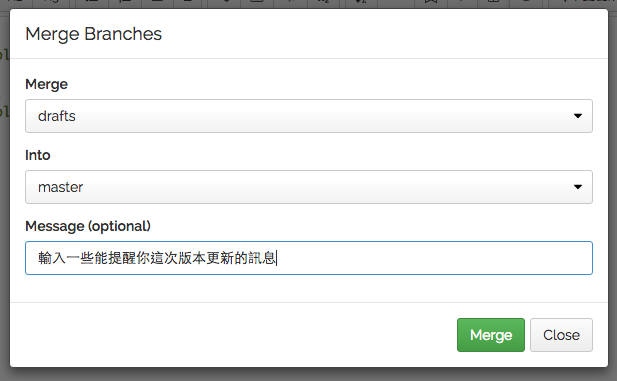 Merge Branches
Merge
drafts
Into
master
Message (optional)
輸入一些能提醒你這次版本更新的訊息
Merge Close